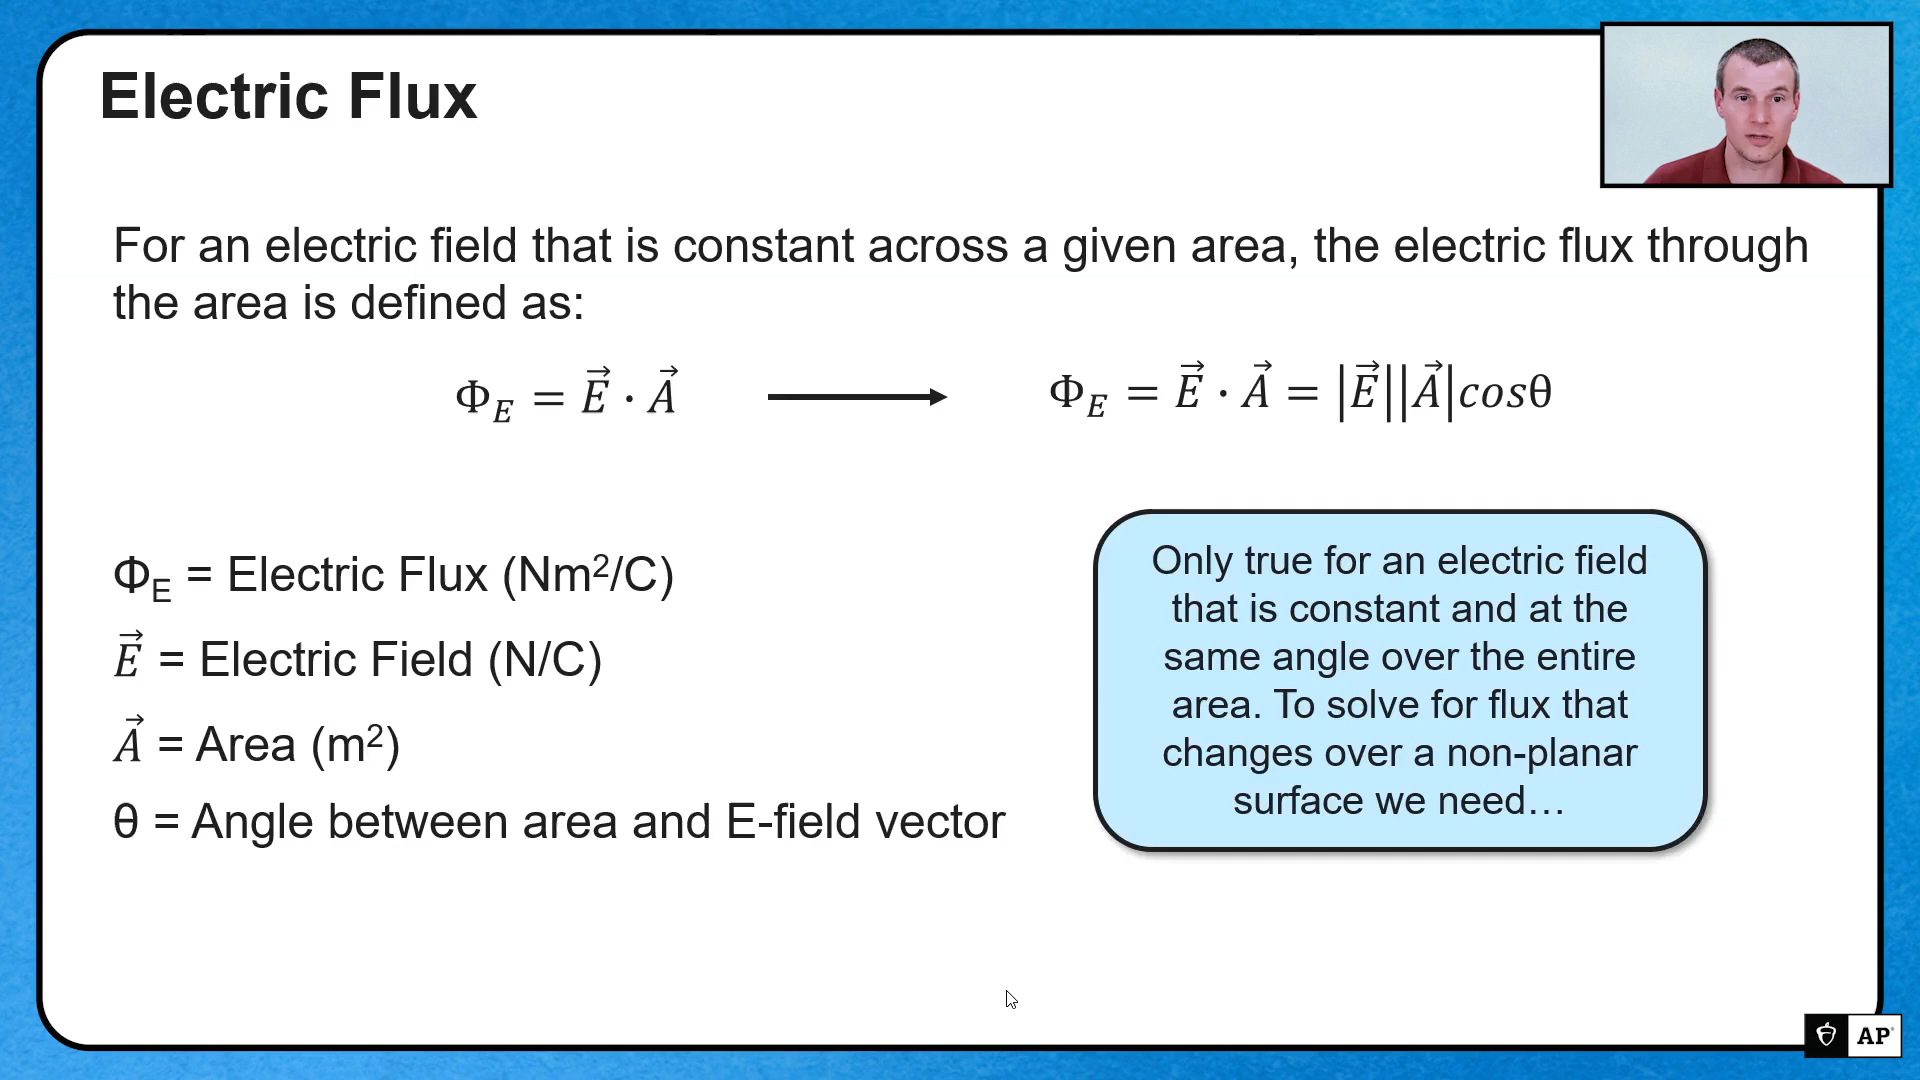 Electric Flux
For an electric field that is constant across a given area, the electric flux through
the area is defined as:
Φ_E = E⃗ · A⃗
Φ_E = E⃗ · A⃗ = |E⃗||A⃗|cosθ
Φ_E = Electric Flux (Nm²/C)
E⃗ = Electric Field (N/C)
A⃗ = Area (m²)
θ = Angle between area and E-field vector
Only true for an electric field
that is constant and at the
same angle over the entire
area. To solve for flux that
changes over a non-planar
surface we need…
AP®